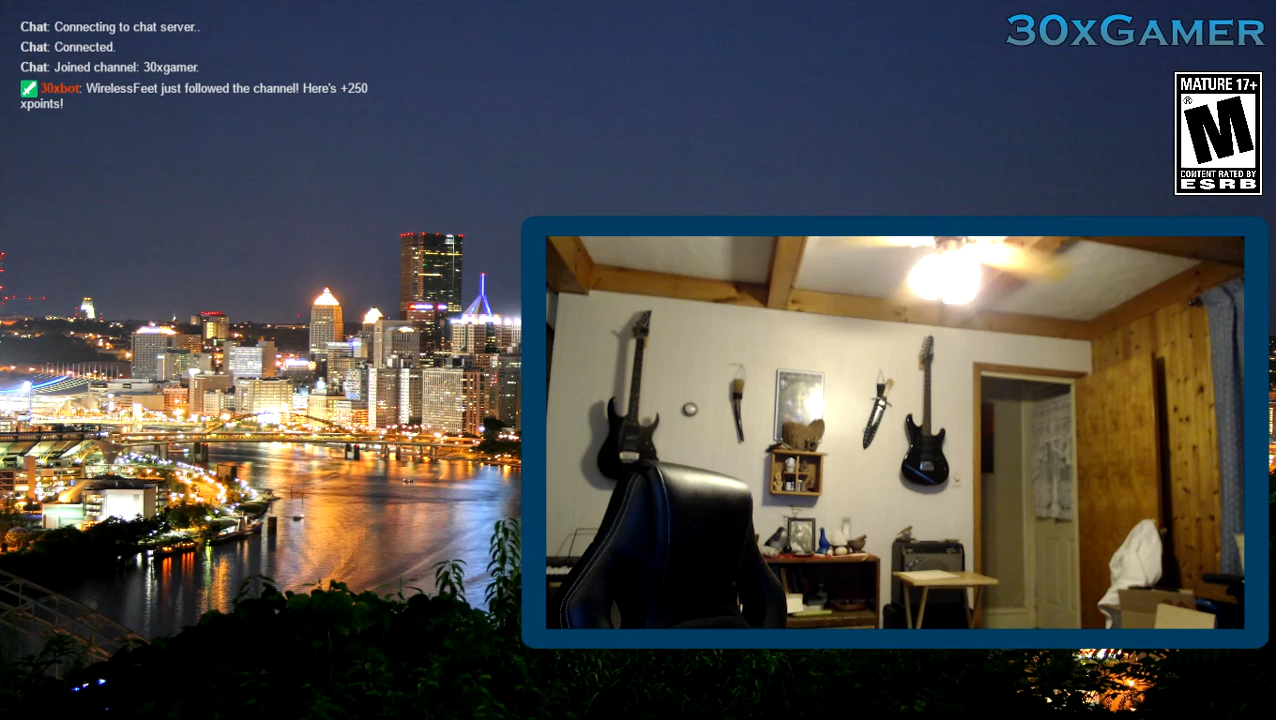 Chat: Connecting to chat server..
Chat: Connected.
Chat: Joined channel: 30xgamer.
30xbot: WirelessFeet just followed the channel! Here's +250
xpoints!
30xGamer
MATURE 17+
M
®
CONTENT RATED BY
ESRB